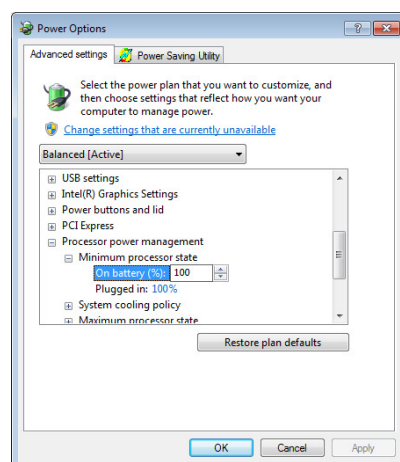 Power Options
Advanced settings
Power Saving Utility
Select the power plan that you want to customize, and
then choose settings that reflect how you want your
computer to manage power.
Change settings that are currently unavailable
Balanced [Active]
USB settings
Intel(R) Graphics Settings
Power buttons and lid
PCI Express
Processor power management
Minimum processor state
On battery (%): 100
Plugged in: 100%
System cooling policy
Maximum processor state
Restore plan defaults
OK Cancel Apply